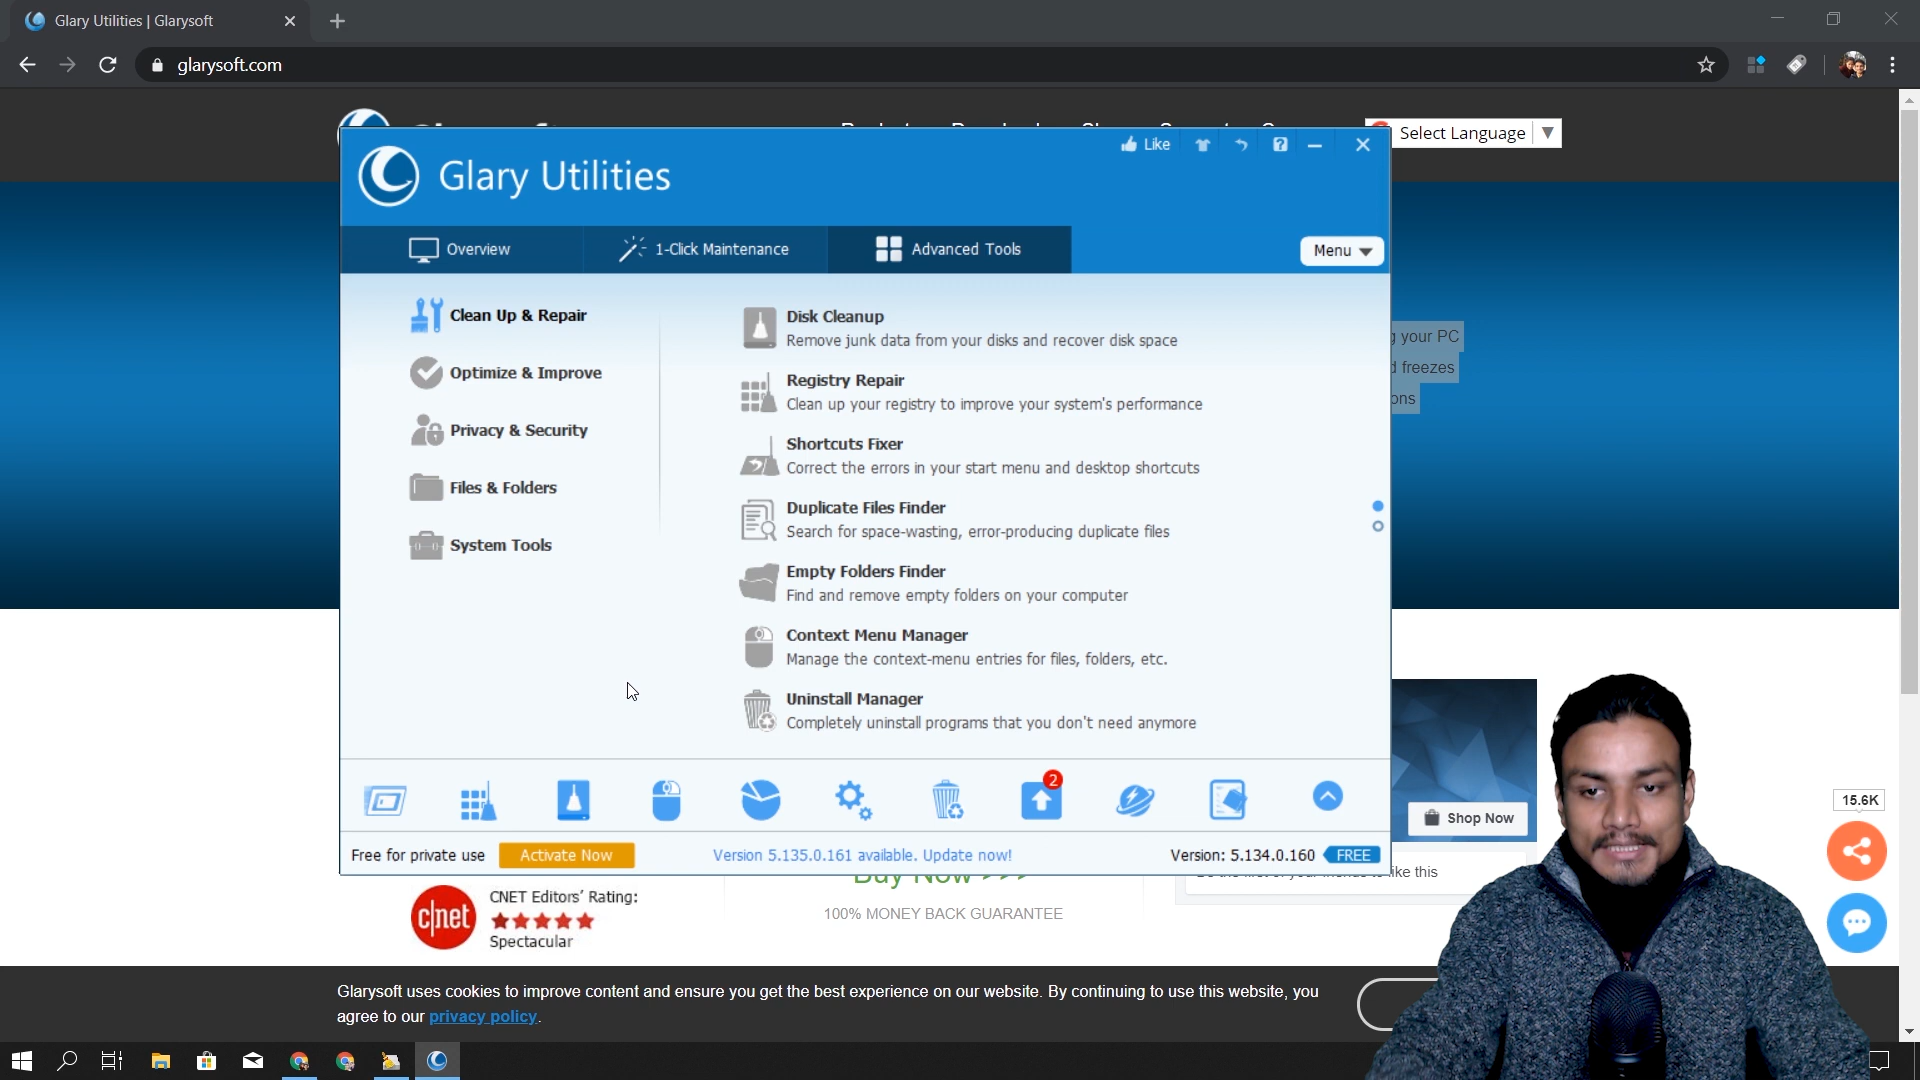 Glary Utilities | Glarysoft
glarysoft.com
Select Language ▼
Like
Glary Utilities
Overview
1-Click Maintenance
Advanced Tools
Menu
Clean Up & Repair
Optimize & Improve
Privacy & Security
Files & Folders
System Tools
Disk Cleanup
Remove junk data from your disks and recover disk space
Registry Repair
Clean up your registry to improve your system's performance
Shortcuts Fixer
Correct the errors in your start menu and desktop shortcuts
Duplicate Files Finder
Search for space-wasting, error-producing duplicate files
Empty Folders Finder
Find and remove empty folders on your computer
Context Menu Manager
Manage the context-menu entries for files, folders, etc.
Uninstall Manager
Completely uninstall programs that you don't need anymore
your PC
freezes
2
Free for private use
Activate Now
Version 5.135.0.161 available. Update now!
Version: 5.134.0.160
FREE
Shop Now
15.6K
this
cnet
CNET Editors' Rating:
Spectacular
100% MONEY BACK GUARANTEE
Glarysoft uses cookies to improve content and ensure you get the best experience on our website. By continuing to use this website, you
agree to our privacy policy.